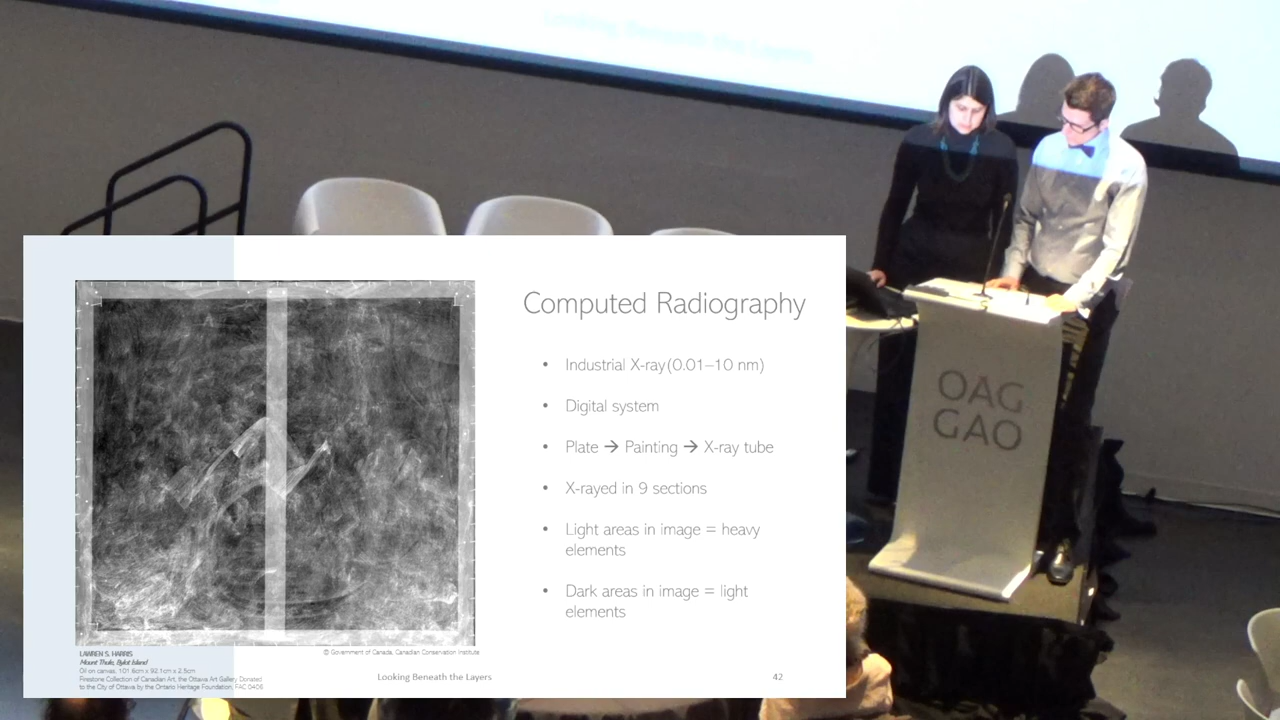 Looking Beneath the Layers
OAG
GAO
Computed Radiography
• Industrial X-ray(0.01–10 nm)
• Digital system
• Plate → Painting → X-ray tube
• X-rayed in 9 sections
• Light areas in image = heavy
elements
• Dark areas in image = light
elements
LAWREN S. HARRIS
Mount Thule, Bylot Island
Oil on canvas, 101.6cm x 92.1cm x 2.5cm
Firestone Collection of Canadian Art, the Ottawa Art Gallery Donated
to the City of Ottawa by the Ontario Heritage Foundation, FAC 0406
© Government of Canada, Canadian Conservation Institute
Looking Beneath the Layers
42